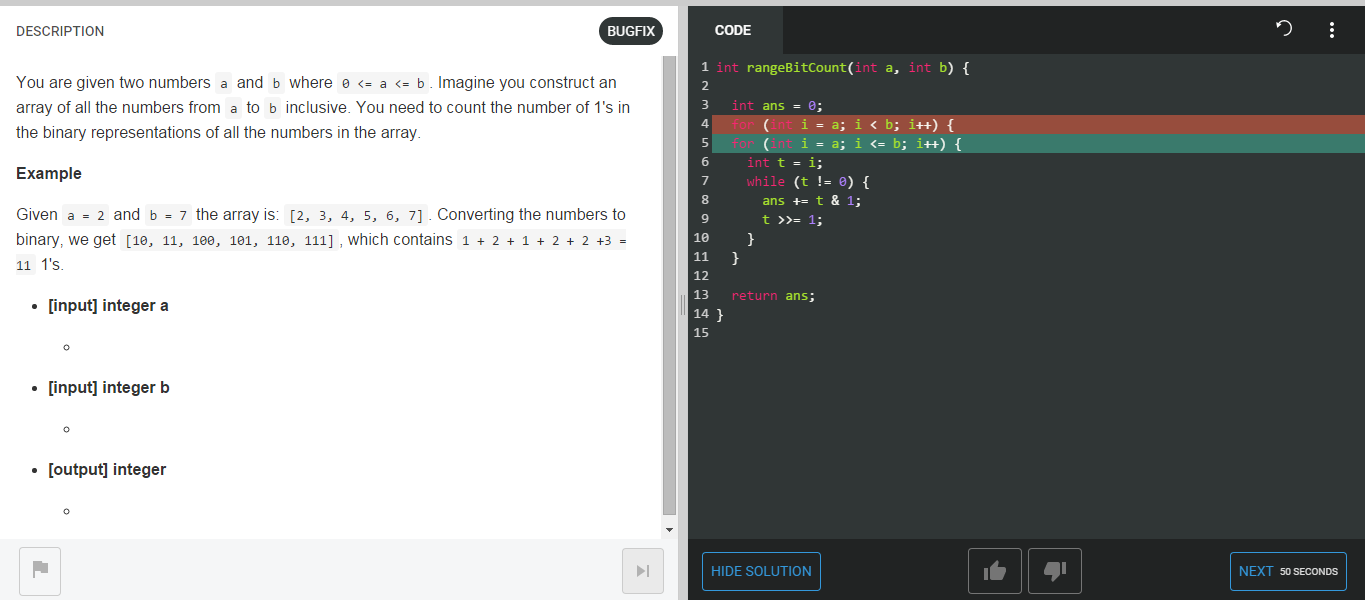 DESCRIPTION
BUGFIX
You are given two numbers a and b where 0 <= a <= b. Imagine you construct an
array of all the numbers from a to b inclusive. You need to count the number of 1's in
the binary representations of all the numbers in the array.
Example
Given a = 2 and b = 7 the array is: [2, 3, 4, 5, 6, 7]. Converting the numbers to
binary, we get [10, 11, 100, 101, 110, 111], which contains 1 + 2 + 1 + 2 + 2 +3 =
11 1's.
• [input] integer a
• [input] integer b
• [output] integer
CODE
1 int rangeBitCount(int a, int b) {
2
3 int ans = 0;
4 for (int i = a; i < b; i++) {
5 for (int i = a; i <= b; i++) {
6 int t = i;
7 while (t != 0) {
8 ans += t & 1;
9 t >>= 1;
10 }
11 }
12
13 return ans;
14 }
15
HIDE SOLUTION
NEXT 50 SECONDS